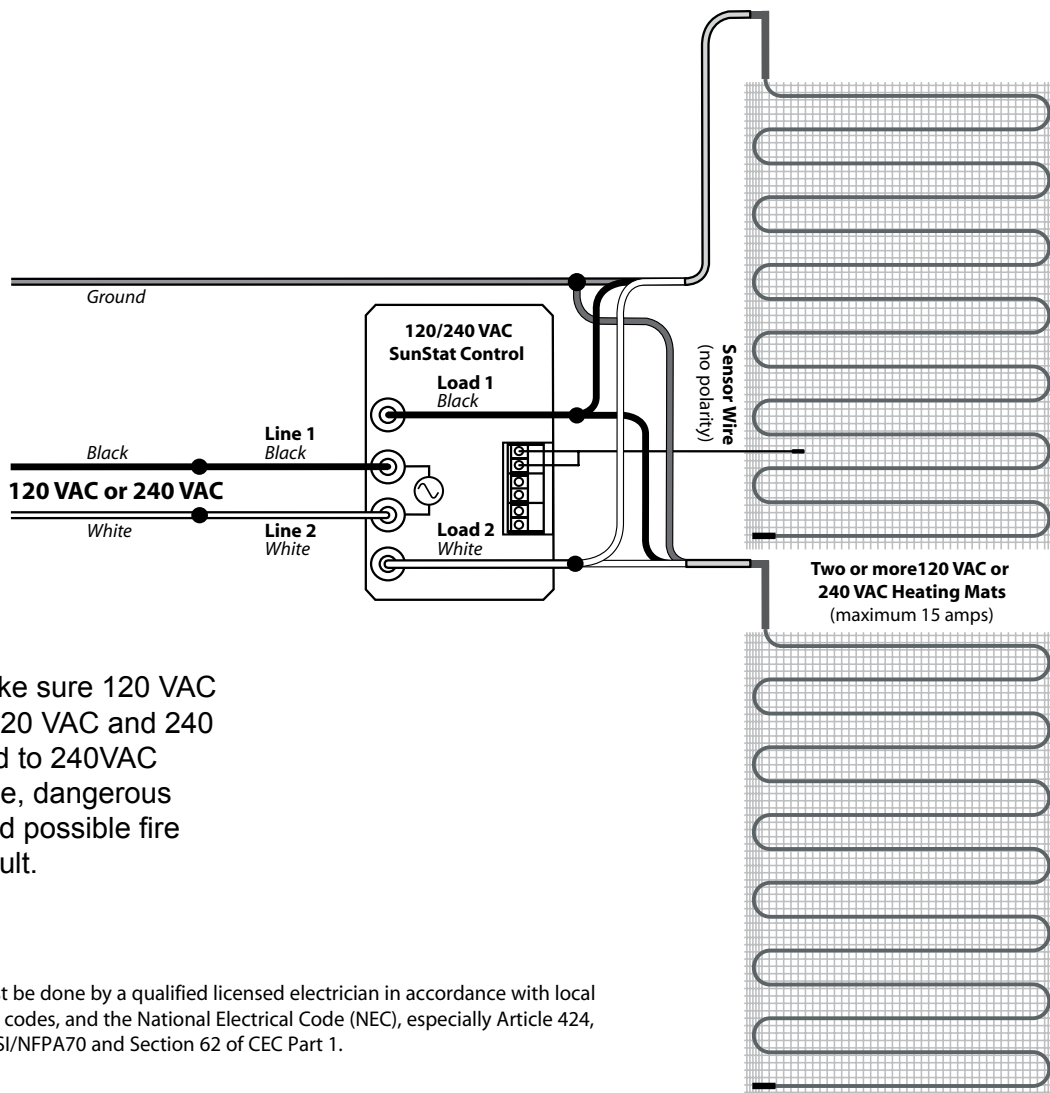 Ground
120/240 VAC
SunStat Control
Load 1
Black
Sensor Wire
(no polarity)
Line 1
Black
Black
120 VAC or 240 VAC
White
Line 2
White
Load 2
White
Two or more120 VAC or
240 VAC Heating Mats
(maximum 15 amps)
ke sure 120 VAC
20 VAC and 240
d to 240VAC
e, dangerous
d possible fire
ult.
st be done by a qualified licensed electrician in accordance with local
codes, and the National Electrical Code (NEC), especially Article 424,
SI/NFPA70 and Section 62 of CEC Part 1.